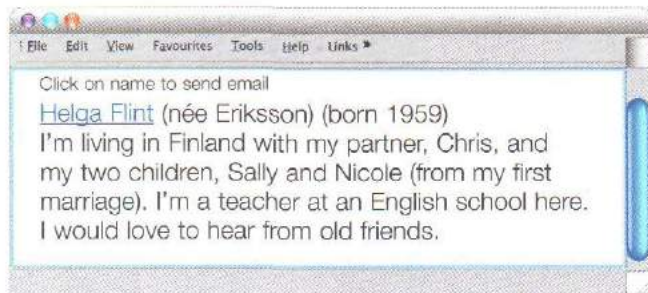 File Edit View Favourites Tools Help Links »
Click on name to send email
Helga Flint (née Eriksson) (born 1959)
I'm living in Finland with my partner, Chris, and
my two children, Sally and Nicole (from my first
marriage). I'm a teacher at an English school here.
I would love to hear from old friends.